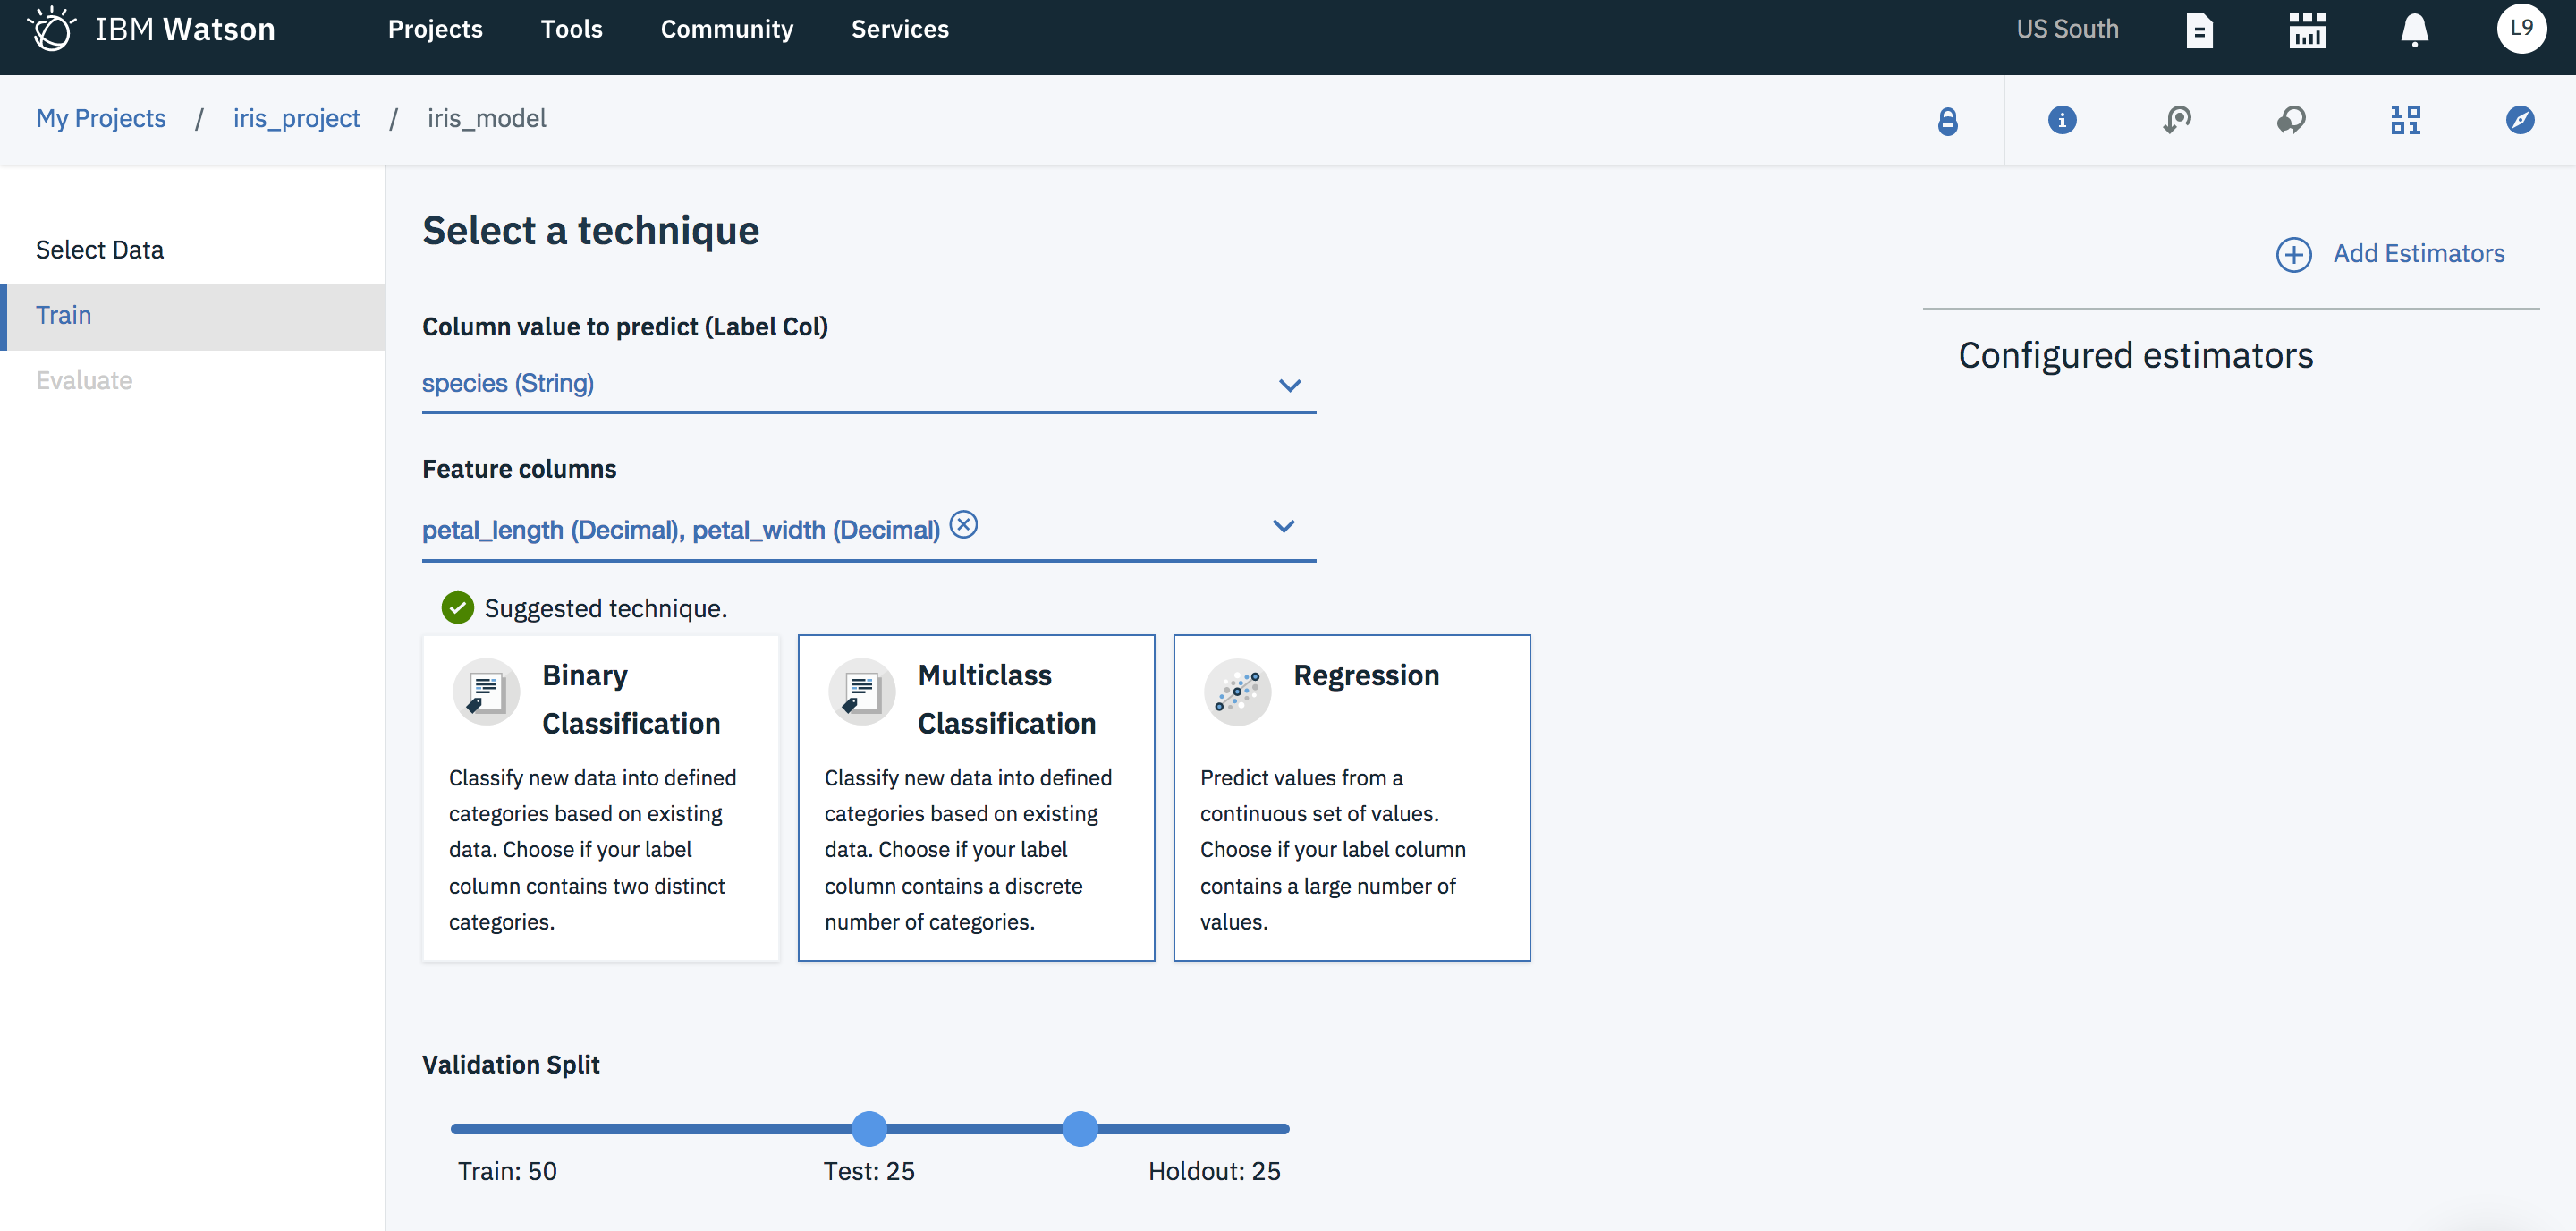 IBM Watson
Projects
Tools
Community
Services
US South
L9
My Projects / iris_project / iris_model
Select Data
Train
Evaluate
Select a technique
Add Estimators
Configured estimators
Column value to predict (Label Col)
species (String)
Feature columns
petal_length (Decimal), petal_width (Decimal)
Suggested technique.
Binary
Classification
Classify new data into defined
categories based on existing
data. Choose if your label
column contains two distinct
categories.
Multiclass
Classification
Classify new data into defined
categories based on existing
data. Choose if your label
column contains a discrete
number of categories.
Regression
Predict values from a
continuous set of values.
Choose if your label column
contains a large number of
values.
Validation Split
Train: 50
Test: 25
Holdout: 25